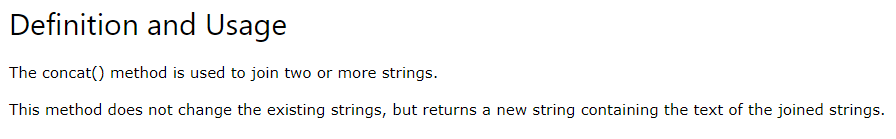 Definition and Usage
The concat() method is used to join two or more strings.
This method does not change the existing strings, but returns a new string containing the text of the joined strings.